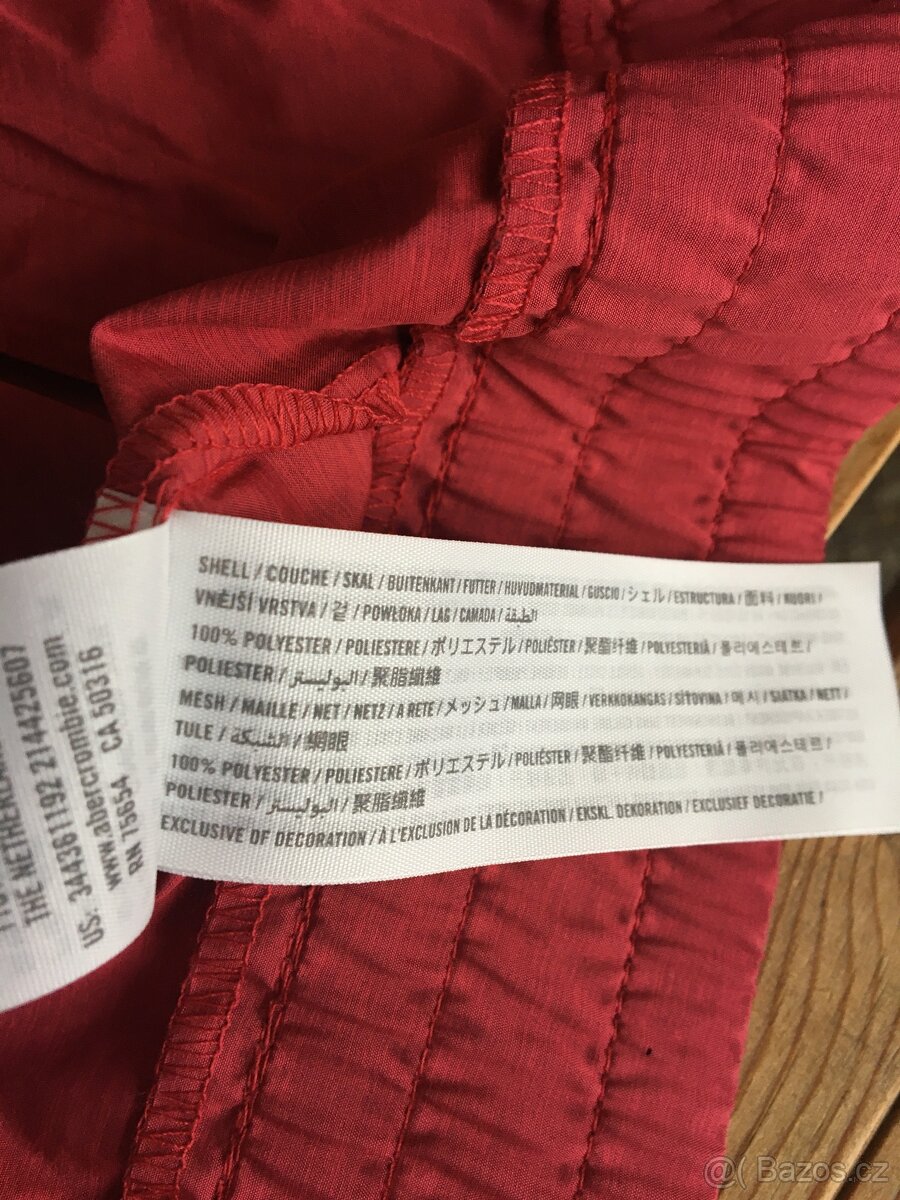 SHELL / COUCHE / SKAL / BUITENKANT / FUTTER / HUVUDMATERIAL / GUSCIO / シェル / ESTRUCTURA / 面料 / KUORI /
VNĚJŠÍ VRSTVA / 겉 / POWŁOKA / LAG / CAMADA / الطبقة
100% POLYESTER / POLIESTERE / ポリエステル / POLIÉSTER / 聚酯纤维 / POLYESTERIÄ / 폴리에스테르 /
POLIESTER / البوليستر / 聚脂纖維
MESH / MAILLE / NET / NETZ / A RETE / メッシュ / MALLA / 网眼 / VERKKOKANGAS / SÍŤOVINA / 메시 / SIATKA / NETT /
TULE / الشبكة / 網眼
100% POLYESTER / POLIESTERE / ポリエステル / POLIÉSTER / 聚酯纤维 / POLYESTERIÄ / 폴리에스테르 /
POLIESTER / البوليستر / 聚脂纖維
EXCLUSIVE OF DECORATION / À L'EXCLUSION DE LA DÉCORATION / EKSKL. DEKORATION / EXCLUSIEF DECORATIE /
THE NETHERLANDS
US: 344361192 2144425607
www.abercrombie.com
RN 75654 CA 50316
@( Bazos.cz